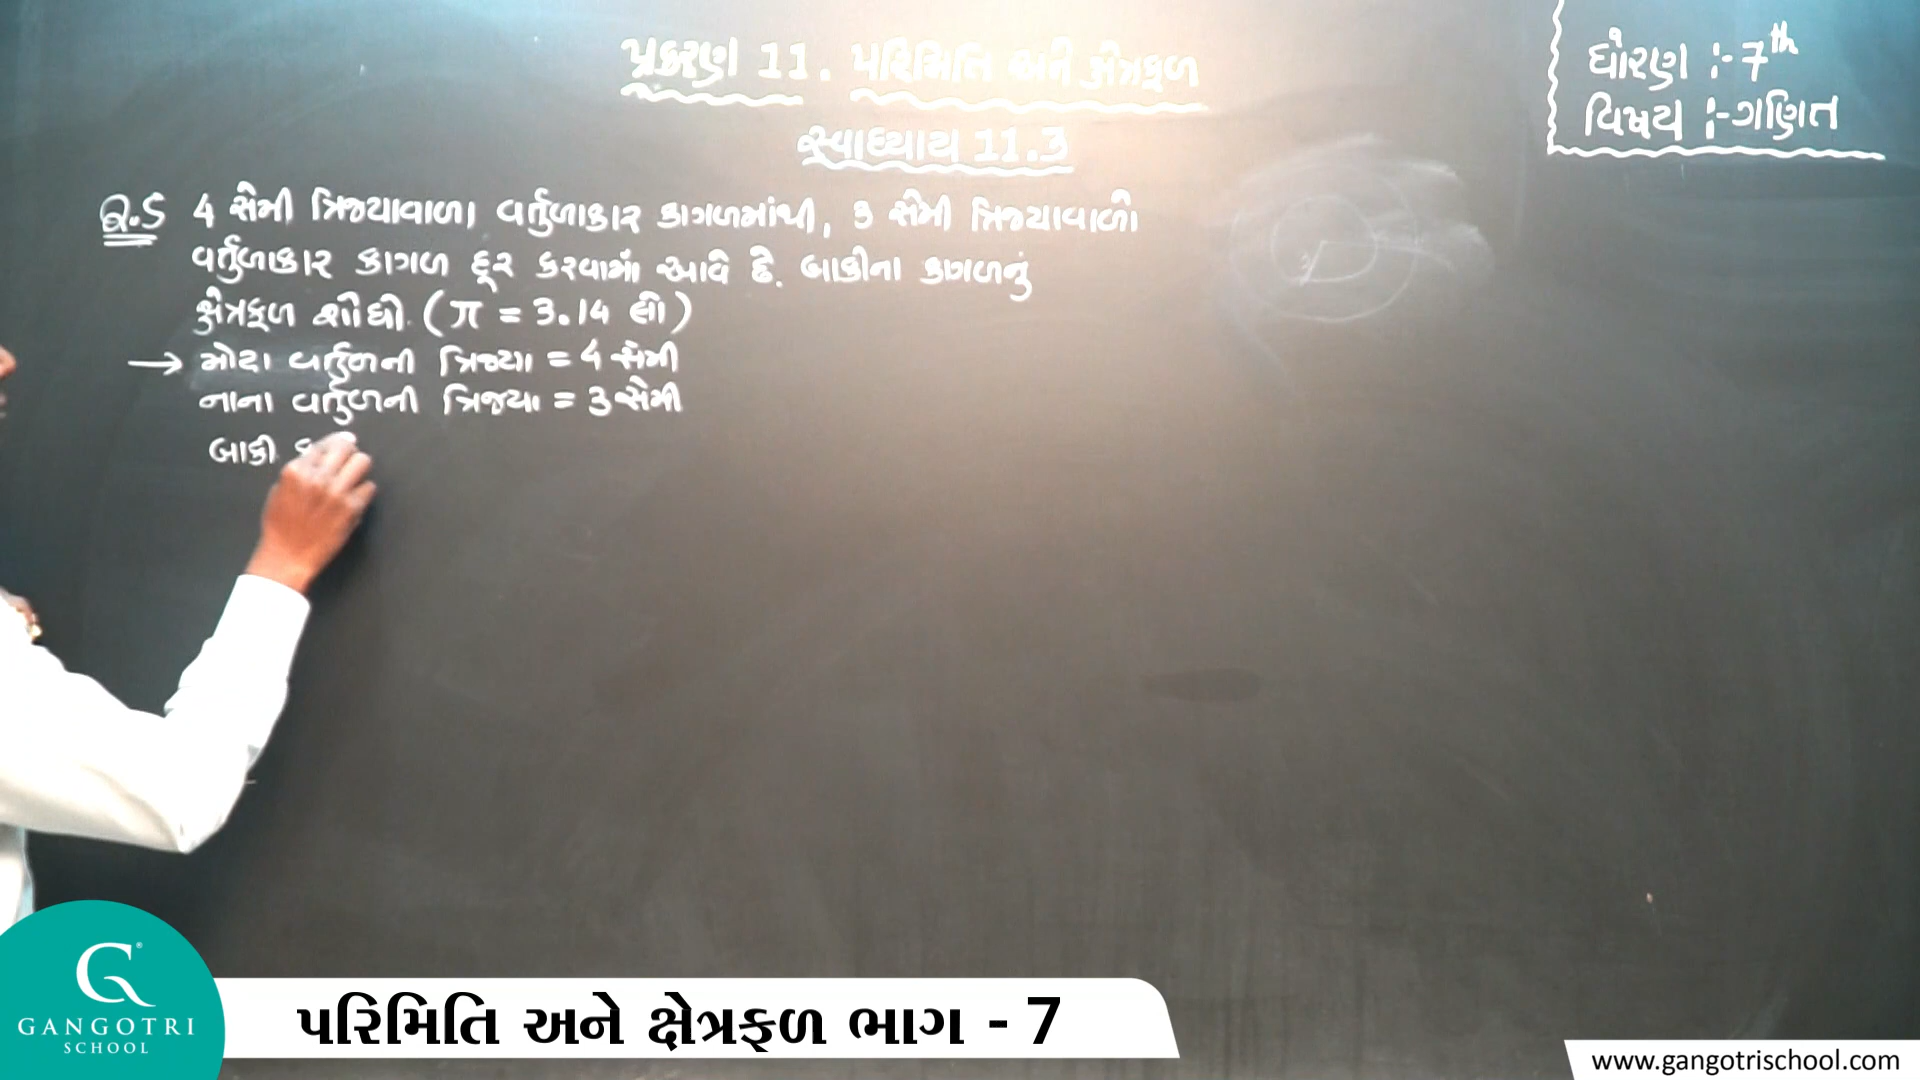 પ્રકરણ 11. પરિમિતિ અને ક્ષેત્રફળ
સ્વાધ્યાય 11.3
ધોરણ :- 7th
વિષય :- ગણિત
Q.5 4 સેમી ત્રિજ્યાવાળા વર્તુળાકાર કાગળમાંથી, 3 સેમી ત્રિજ્યાવાળો
વર્તુળાકાર કાગળ દૂર કરવામાં આવે છે. બાકીના કાગળનું
ક્ષેત્રફળ શોધો. (π = 3.14 લો)
→ મોટા વર્તુળની ત્રિજ્યા = 4 સેમી
નાના વર્તુળની ત્રિજ્યા = 3 સેમી
બાકી
GANGOTRI
SCHOOL
પરિમિતિ અને ક્ષેત્રફળ ભાગ - 7
www.gangotrischool.com